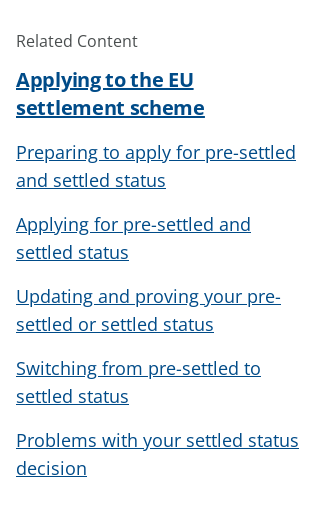 Related Content
Applying to the EU
settlement scheme
Preparing to apply for pre-settled
and settled status
Applying for pre-settled and
settled status
Updating and proving your pre-
settled or settled status
Switching from pre-settled to
settled status
Problems with your settled status
decision